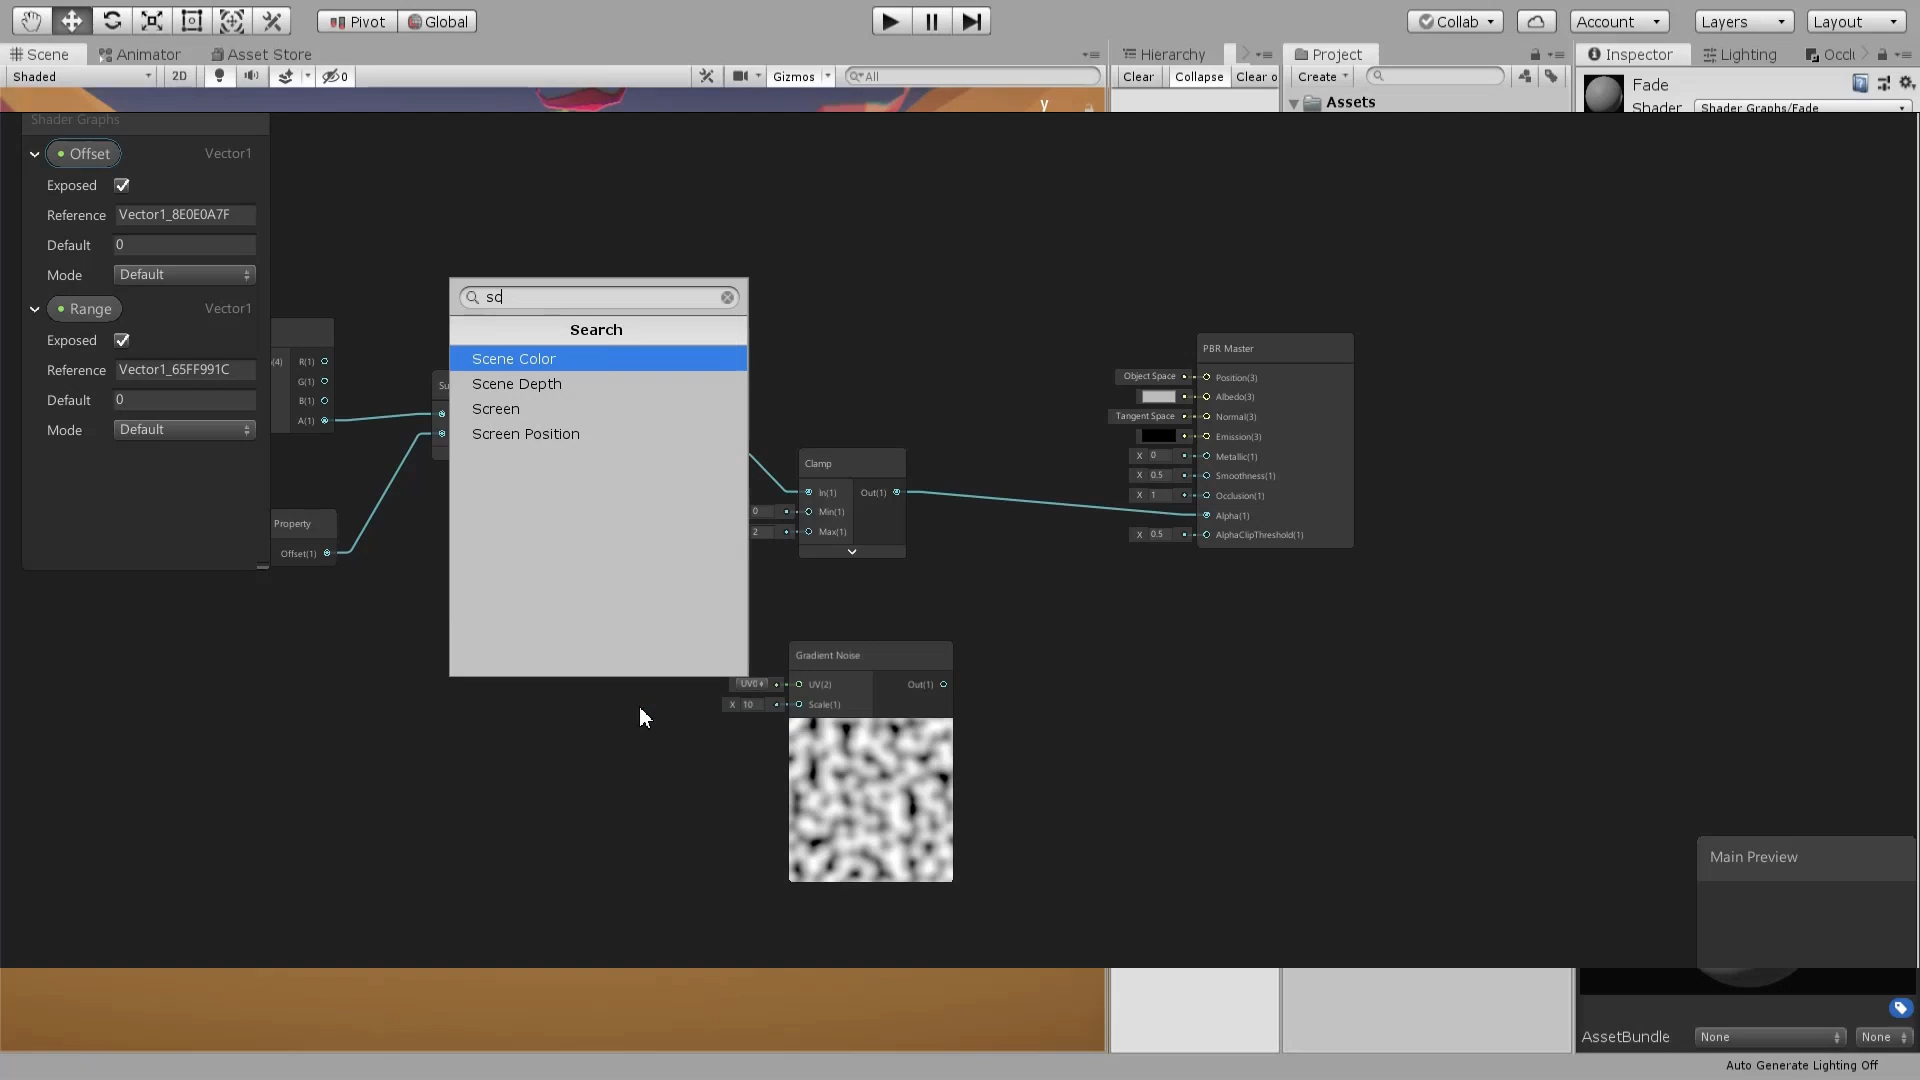 Pivot Global Collab Account Layers Layout
Scene Animator Asset Store Hierarchy Project Inspector Lighting
Shaded 2D 0 Gizmos All Clear Collapse Clear o Create Fade
y Assets Shader Shader Graphs/Fade
Shader Graphs
Offset Vector1
Exposed
Reference Vector1_8E0E0A7F
Default 0
Mode Default
Range Vector1
Exposed
Reference Vector1_65FF991C
Default 0
Mode Default
(4) R(1)
G(1)
B(1)
A(1)
Property
Offset(1)
Su
sc
Search
Scene Color
Scene Depth
Screen
Screen Position
Clamp
In(1) Out(1)
0 Min(1)
2 Max(1)
Gradient Noise
UV0 UV(2) Out(1)
X 10 Scale(1)
PBR Master
Object Space Position(3)
Albedo(3)
Tangent Space Normal(3)
Emission(3)
X 0 Metallic(1)
X 0.5 Smoothness(1)
X 1 Occlusion(1)
Alpha(1)
X 0.5 AlphaClipThreshold(1)
Main Preview
AssetBundle None None
Auto Generate Lighting Off